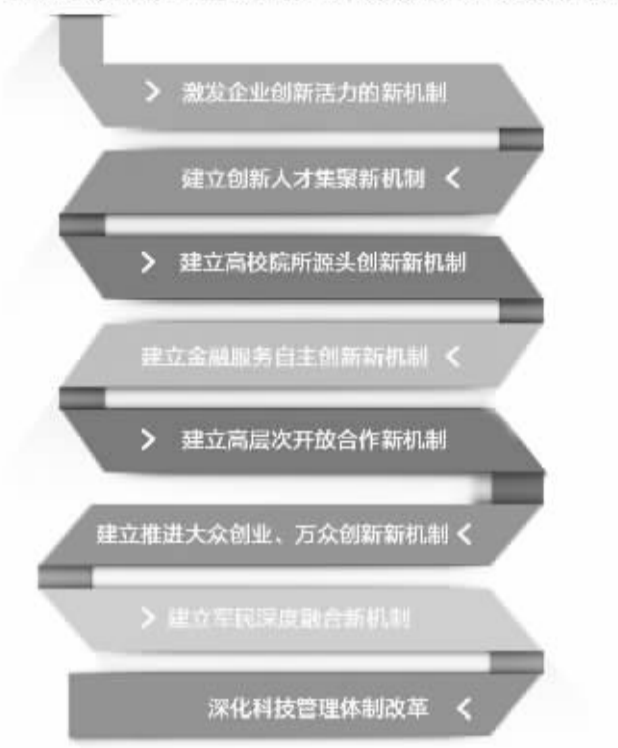 激发企业创新活力的新机制
建立创新人才集聚新机制
建立高校院所源头创新新机制
建立金融服务自主创新新机制
建立高层次开放合作新机制
建立推进大众创业、万众创新新机制
建立军民深度融合新机制
深化科技管理体制改革